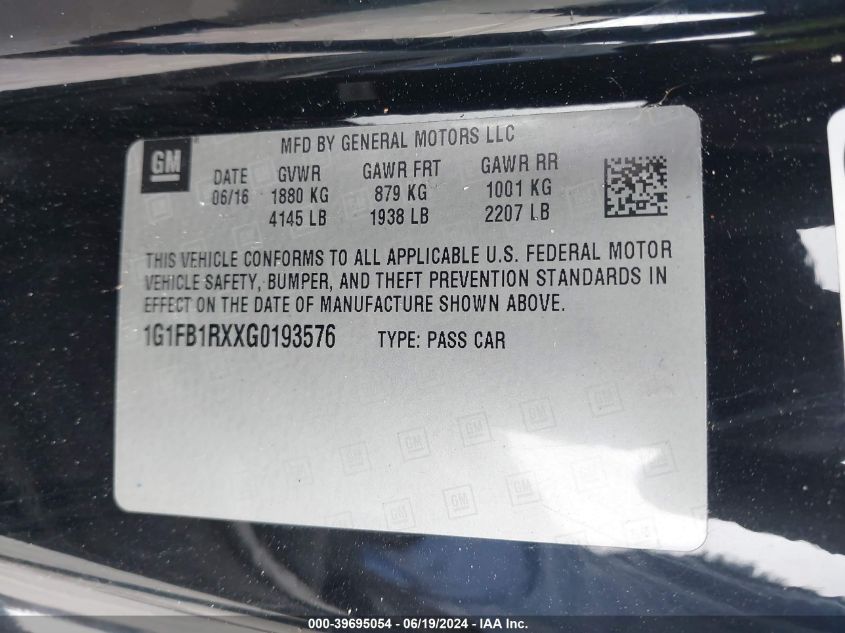 GM
MFD BY GENERAL MOTORS LLC
DATE GVWR GAWR FRT GAWR RR
06/16 1880 KG 879 KG 1001 KG
4145 LB 1938 LB 2207 LB
THIS VEHICLE CONFORMS TO ALL APPLICABLE U.S. FEDERAL MOTOR
VEHICLE SAFETY, BUMPER, AND THEFT PREVENTION STANDARDS IN
EFFECT ON THE DATE OF MANUFACTURE SHOWN ABOVE.
1G1FB1RXXG0193576 TYPE: PASS CAR
000-39695054 - 06/19/2024 - IAA Inc.